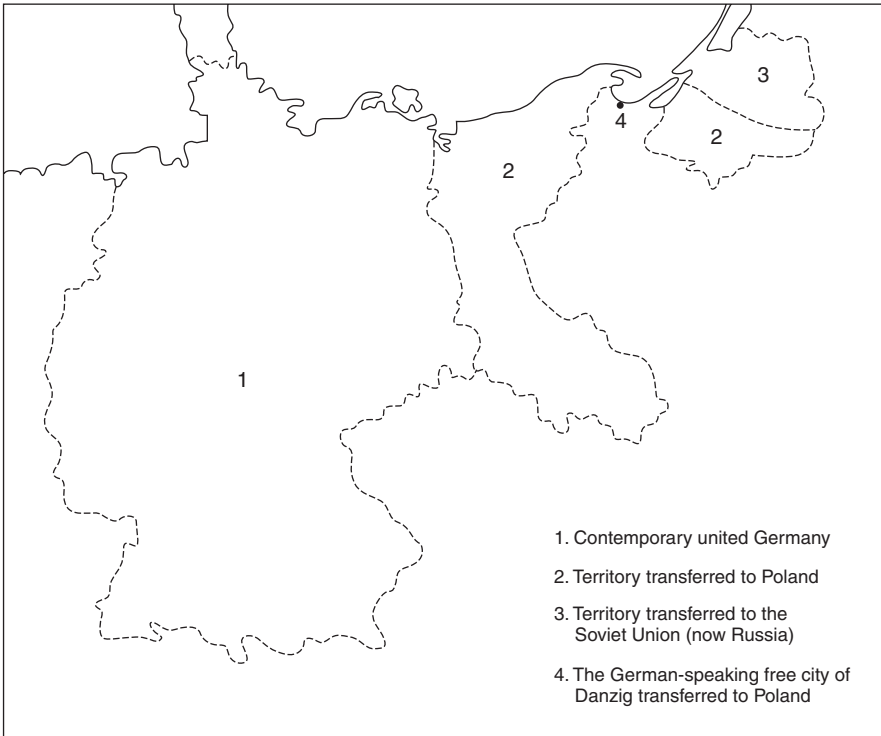 3
4
2
2
1
1. Contemporary united Germany
2. Territory transferred to Poland
3. Territory transferred to the
Soviet Union (now Russia)
4. The German-speaking free city of
Danzig transferred to Poland